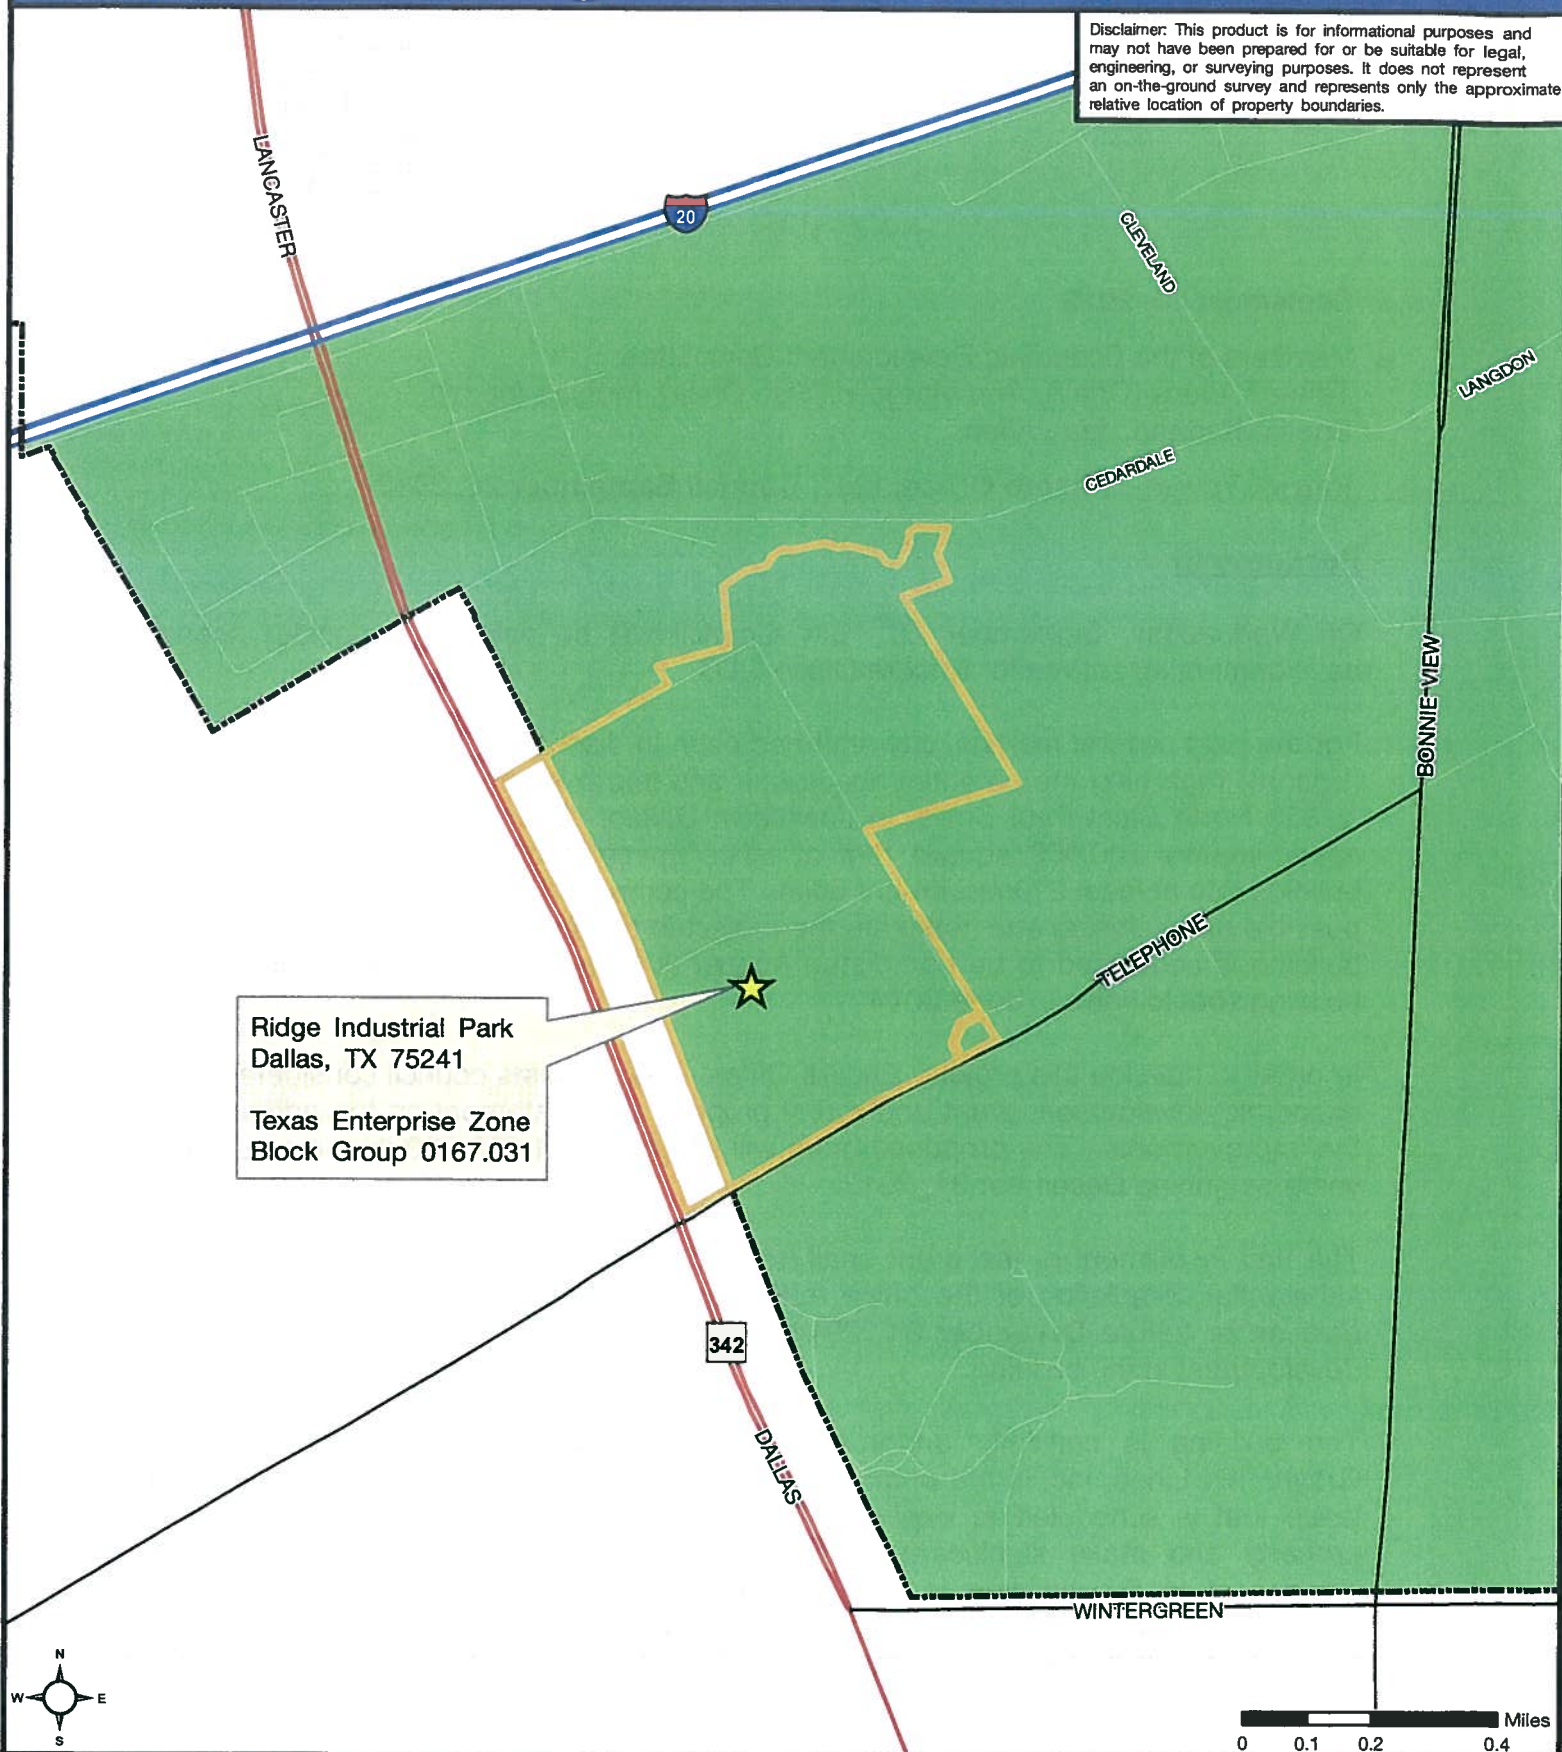 Disclaimer: This product is for informational purposes and
may not have been prepared for or be suitable for legal,
engineering, or surveying purposes. It does not represent
an on-the-ground survey and represents only the approximate
relative location of property boundaries.
LANCASTER
20
CLEVELAND
LANGDON
CEDARDALE
BONNIE VIEW
TELEPHONE
Ridge Industrial Park
Dallas, TX 75241
Texas Enterprise Zone
Block Group 0167.031
342
DALLAS
WINTERGREEN
N
W E
S
Miles
0 0.1 0.2 0.4